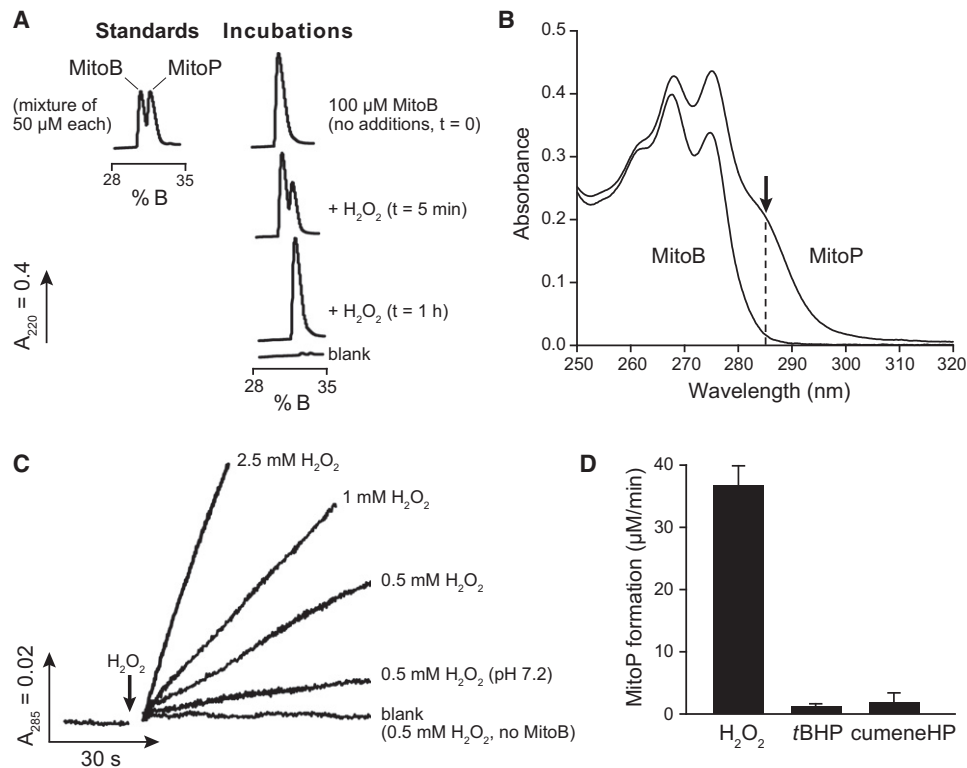 A
Standards
Incubations
MitoB
MitoP
(mixture of
50 µM each)
28
35
% B
100 µM MitoB
(no additions, t = 0)
+ H₂O₂ (t = 5 min)
+ H₂O₂ (t = 1 h)
blank
28
35
% B
A₂₂₀ = 0.4
B
Absorbance
0.5
0.4
0.3
0.2
0.1
0.0
MitoB
MitoP
250
260
270
280
290
300
310
320
Wavelength (nm)
C
2.5 mM H₂O₂
1 mM H₂O₂
0.5 mM H₂O₂
0.5 mM H₂O₂ (pH 7.2)
blank
(0.5 mM H₂O₂, no MitoB)
H₂O₂
A₂₈₅ = 0.02
30 s
D
MitoP formation (µM/min)
40
30
20
10
0
H₂O₂
tBHP
cumeneHP